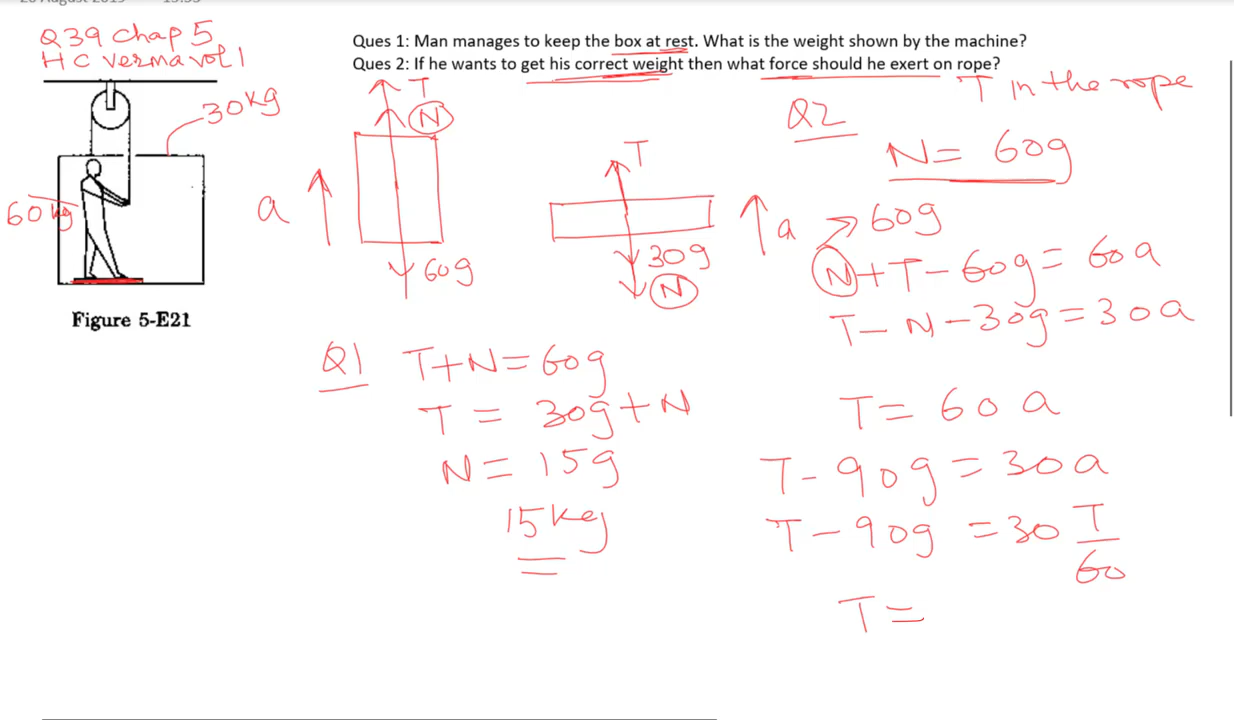 Q39 chap 5
HC verma vol 1
30kg
60kg
Figure 5-E21
Ques 1: Man manages to keep the box at rest. What is the weight shown by the machine?
Ques 2: If he wants to get his correct weight then what force should he exert on rope?
T in the rope
a
T
N
60g
T
30g
N
a
Q1
T+N=60g
T = 30g+N
N=15g
15kg
Q2
N= 60g
60g
N+T-60g=60a
T-N-30g=30a
T= 60a
T-90g=30a
T-90g=30 T/60
T=